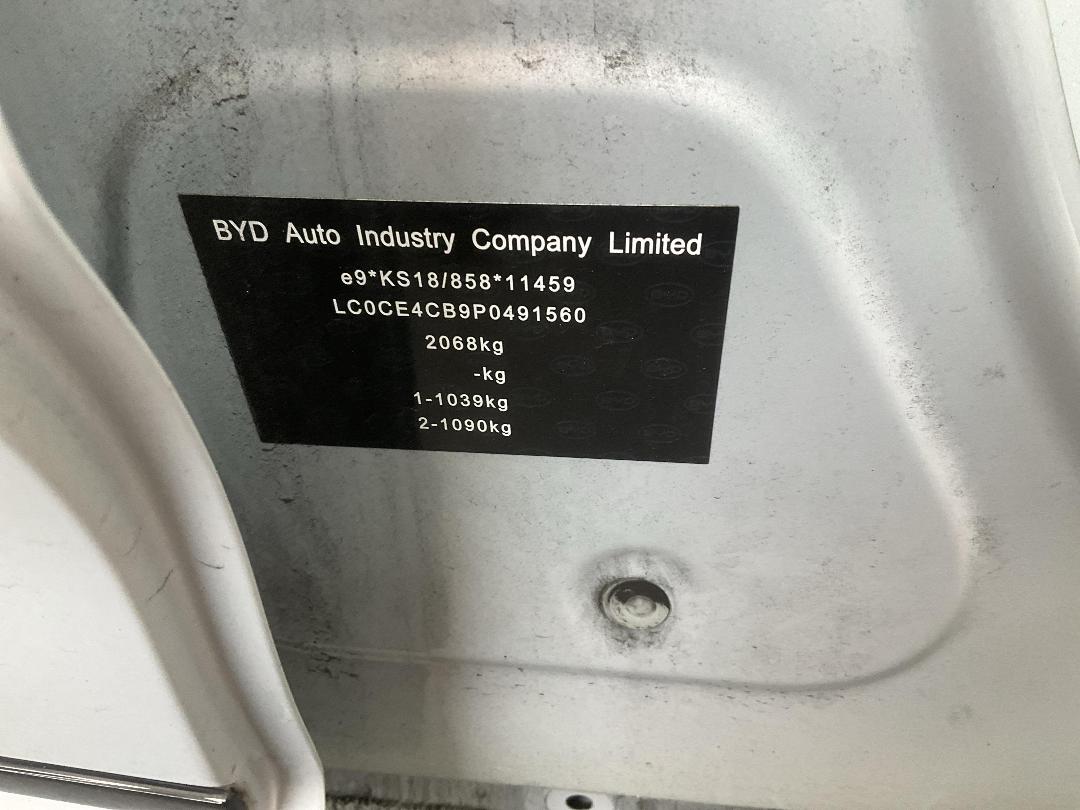 BYD Auto Industry Company Limited
e9*KS18/858*11459
LC0CE4CB9P0491560
2068kg
-kg
1-1039kg
2-1090kg